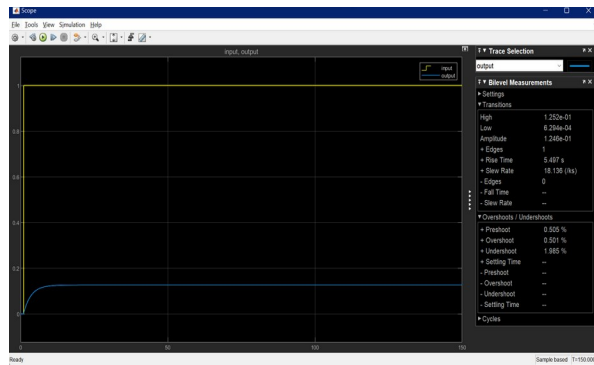 Scope
File Tools View Simulation Help
input, output
input
output
1
0.8
0.6
0.4
0.2
0
0
50
100
150
Trace Selection
output
Bilevel Measurements
Settings
Transitions
High 1.252e-01
Low 6.294e-04
Amplitude 1.246e-01
+ Edges 1
+ Rise Time 5.497 s
+ Slew Rate 18.136 (/ks)
- Edges 0
- Fall Time --
- Slew Rate --
Overshoots / Undershoots
+ Preshoot 0.505 %
+ Overshoot 0.501 %
+ Undershoot 1.985 %
+ Settling Time --
- Preshoot --
- Overshoot --
- Undershoot --
- Settling Time --
Cycles
Ready
Sample based T=150.000